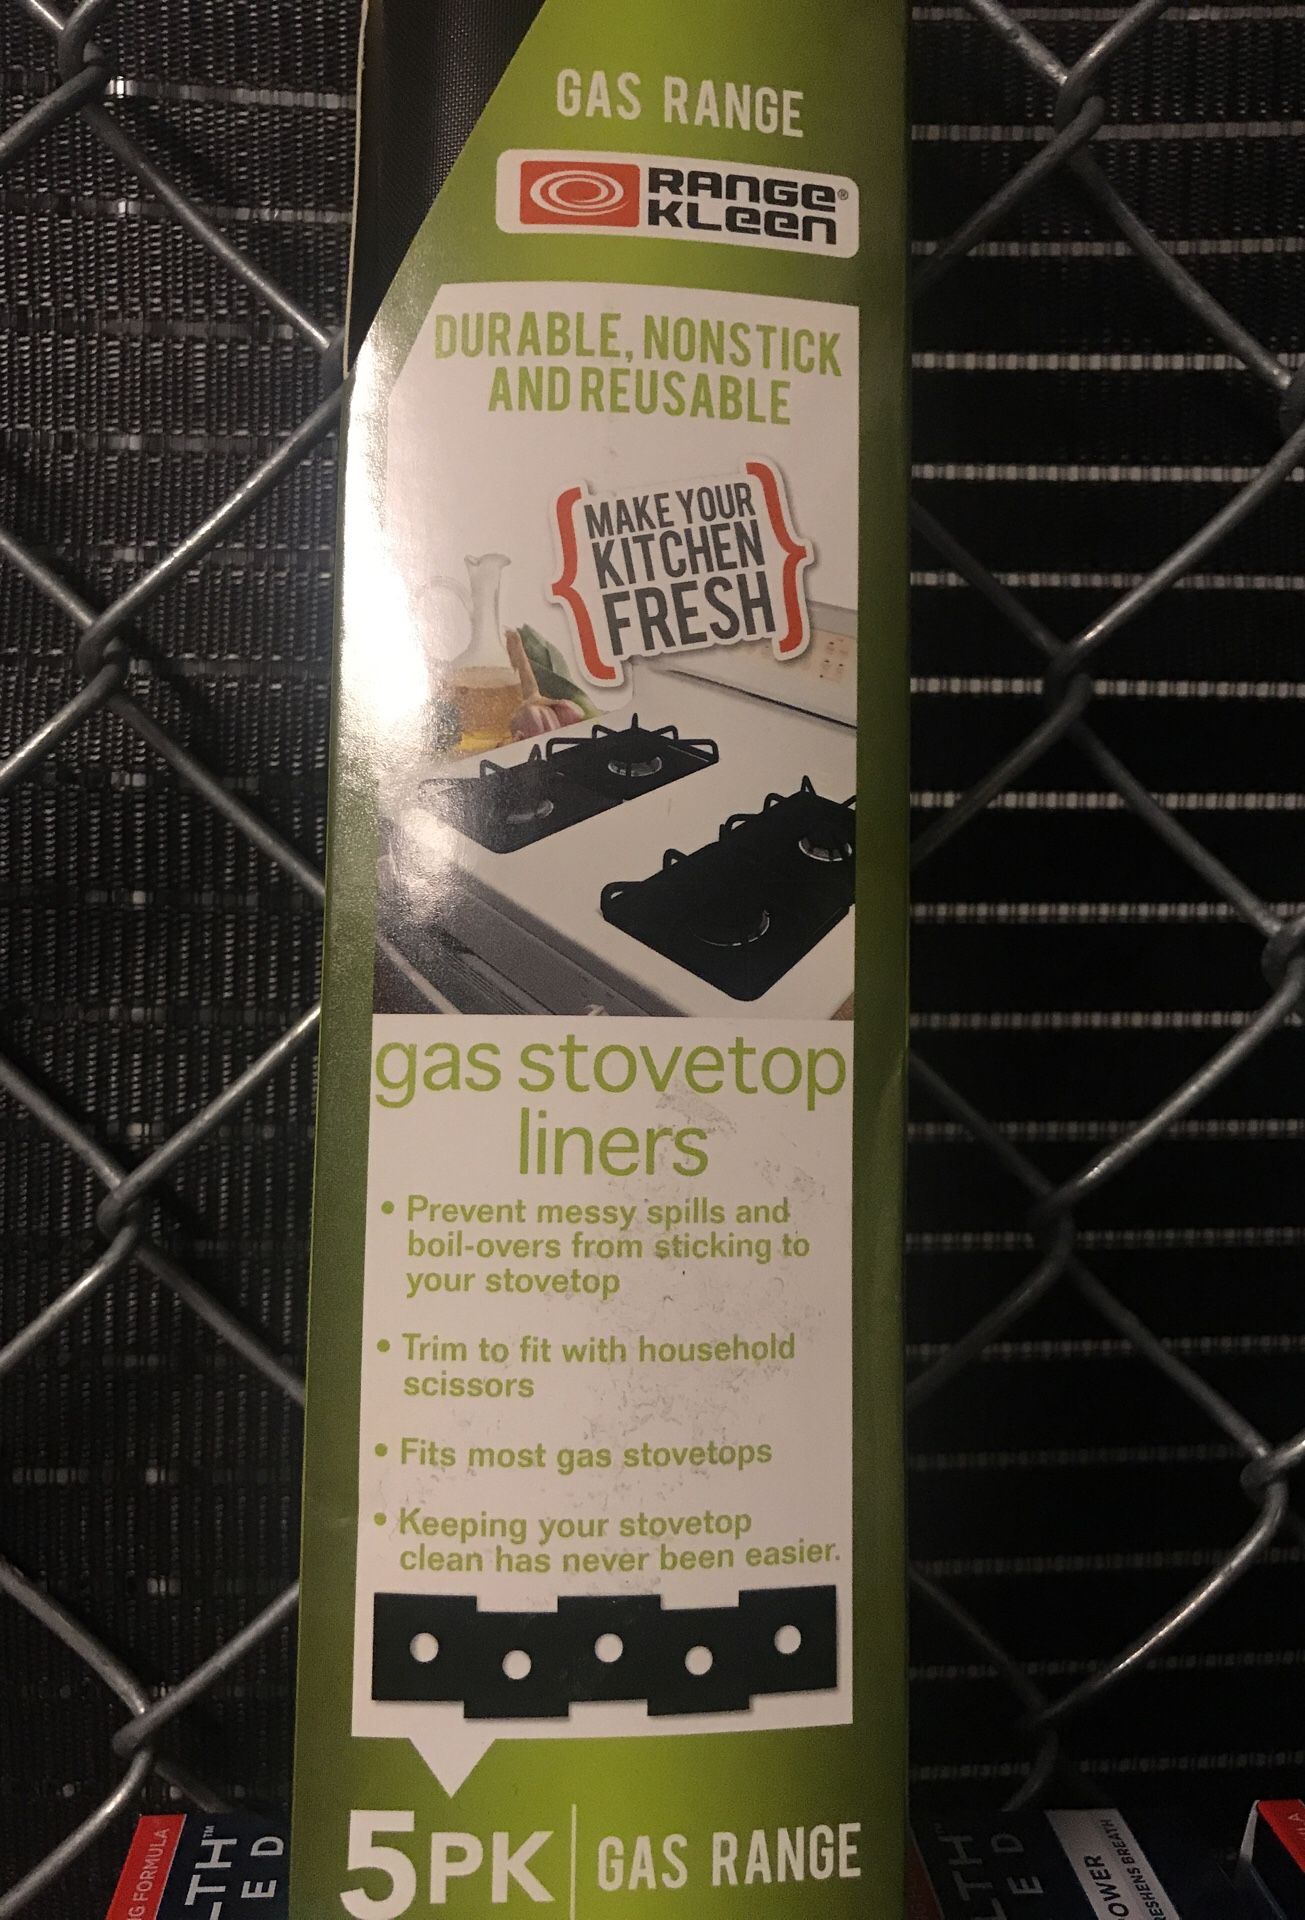 GAS RANGE
RANGE®
KLEEN
DURABLE, NONSTICK
AND REUSABLE
MAKE YOUR
KITCHEN
FRESH
gas stovetop
liners
• Prevent messy spills and
boil-overs from sticking to
your stovetop
• Trim to fit with household
scissors
• Fits most gas stovetops
• Keeping your stovetop
clean has never been easier.
5PK | GAS RANGE
FORMULA
BREATH